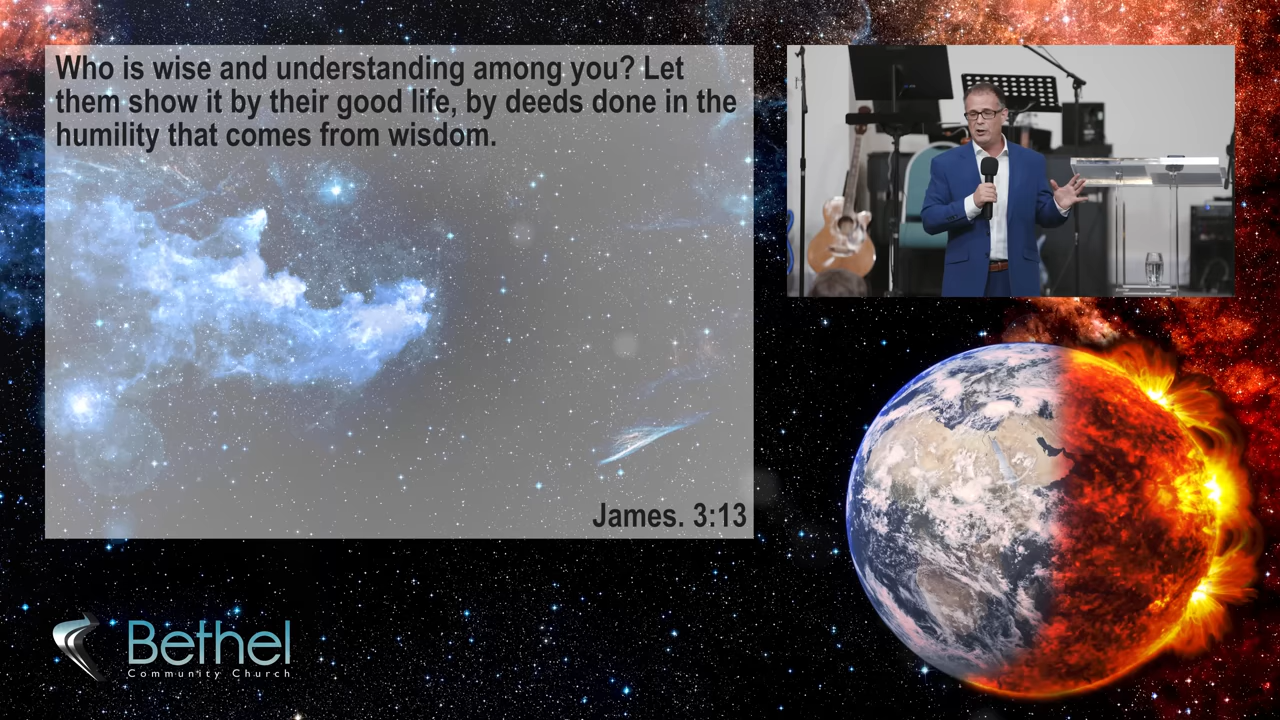 Who is wise and understanding among you? Let
them show it by their good life, by deeds done in the
humility that comes from wisdom.
James. 3:13
Bethel
Community Church